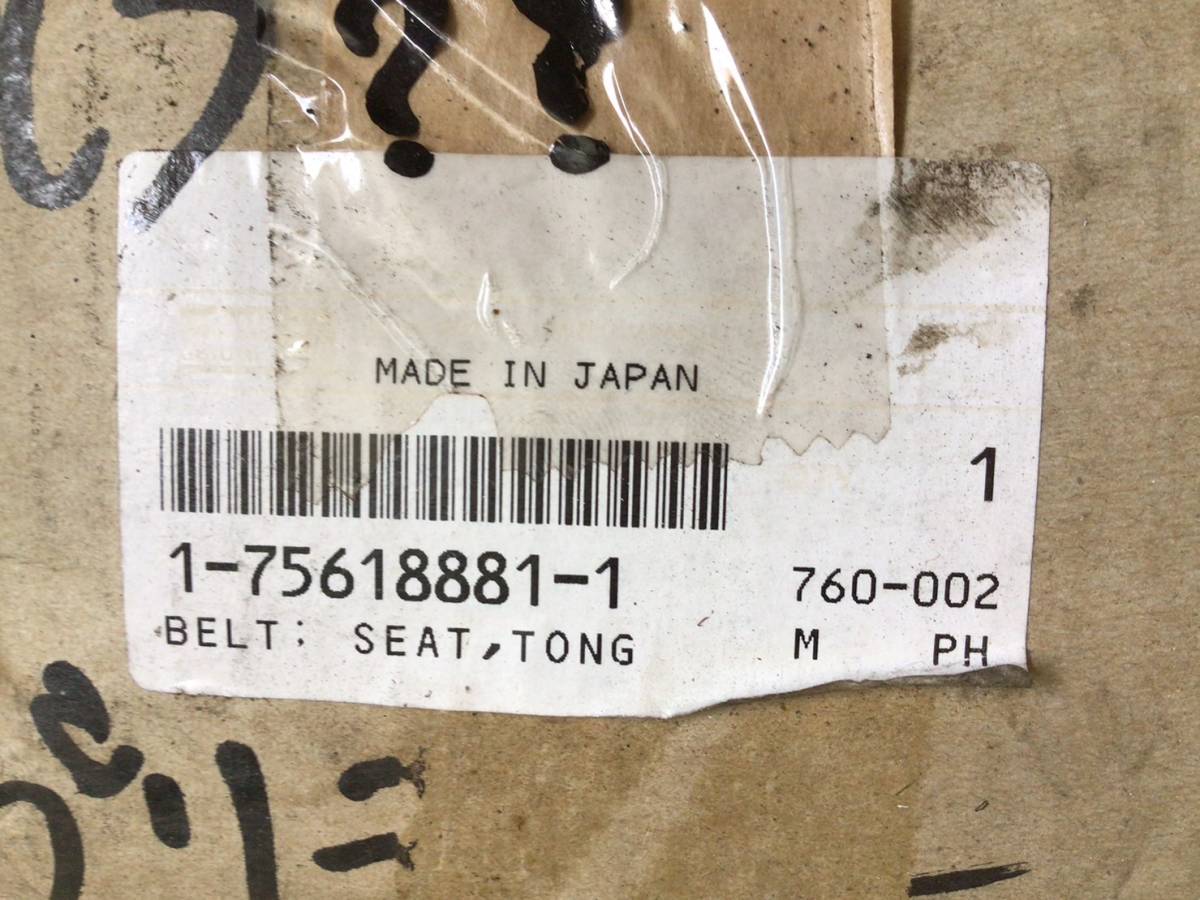 MADE IN JAPAN
1
1-75618881-1
760-002
BELT; SEAT,TONG
M PH